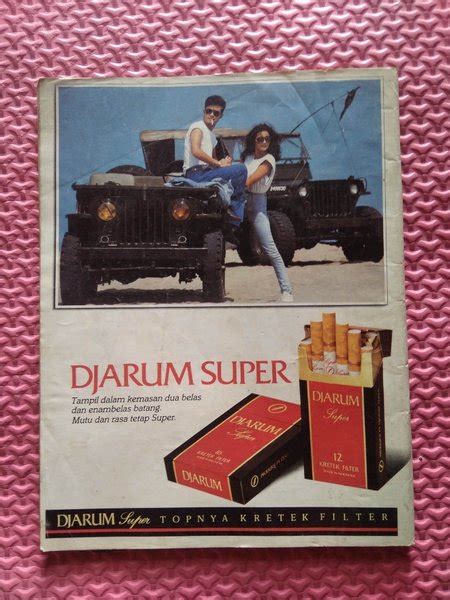 DJARUM SUPER
Tampil dalam kemasan dua belas
dan enambelas batang.
Mutu dan rasa tetap Super.
DJARUM
Super
12
KRETEK FILTER
DJARUM
Super
16
KRETEK FILTER
DJARUM
DJARUM Super TOPNYA KRETEK FILTER